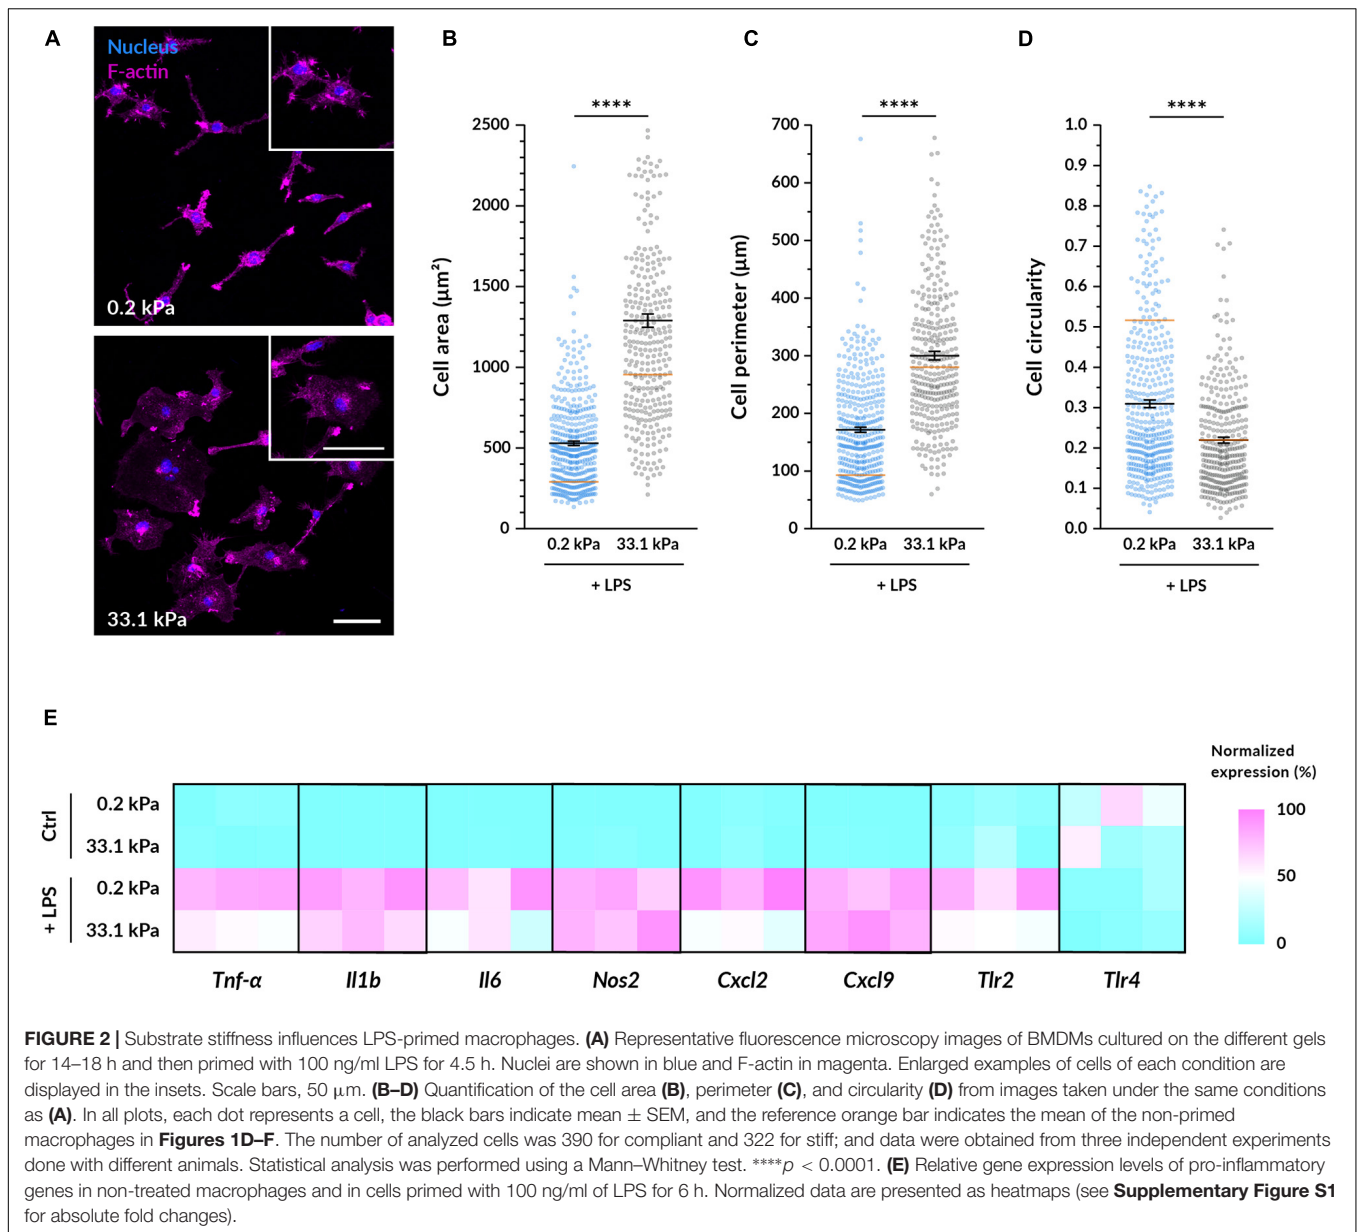 A
Nucleus
F-actin
0.2 kPa
33.1 kPa
B
****
Cell area (μm²)
2500
2000
1500
1000
500
0
0.2 kPa 33.1 kPa
+ LPS
C
****
Cell perimeter (μm)
700
600
500
400
300
200
100
0
0.2 kPa 33.1 kPa
+ LPS
D
****
Cell circularity
1.0
0.9
0.8
0.7
0.6
0.5
0.4
0.3
0.2
0.1
0.0
0.2 kPa 33.1 kPa
+ LPS
E
Ctrl
0.2 kPa
33.1 kPa
+ LPS
0.2 kPa
33.1 kPa
Tnf-α Il1b Il6 Nos2 Cxcl2 Cxcl9 Tlr2 Tlr4
Normalized
expression (%)
100
50
0
FIGURE 2 | Substrate stiffness influences LPS-primed macrophages. (A) Representative fluorescence microscopy images of BMDMs cultured on the different gels
for 14–18 h and then primed with 100 ng/ml LPS for 4.5 h. Nuclei are shown in blue and F-actin in magenta. Enlarged examples of cells of each condition are
displayed in the insets. Scale bars, 50 μm. (B–D) Quantification of the cell area (B), perimeter (C), and circularity (D) from images taken under the same conditions
as (A). In all plots, each dot represents a cell, the black bars indicate mean ± SEM, and the reference orange bar indicates the mean of the non-primed
macrophages in Figures 1D–F. The number of analyzed cells was 390 for compliant and 322 for stiff; and data were obtained from three independent experiments
done with different animals. Statistical analysis was performed using a Mann–Whitney test. ****p < 0.0001. (E) Relative gene expression levels of pro-inflammatory
genes in non-treated macrophages and in cells primed with 100 ng/ml of LPS for 6 h. Normalized data are presented as heatmaps (see Supplementary Figure S1
for absolute fold changes).